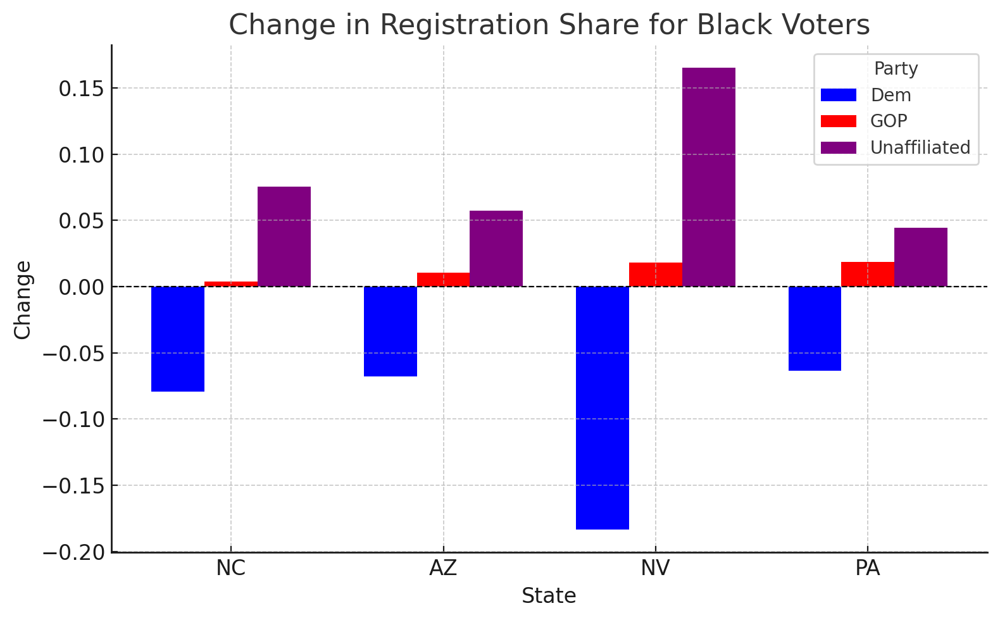 Change in Registration Share for Black Voters
Party
Dem
GOP
Unaffiliated
0.15
0.10
0.05
0.00
−0.05
−0.10
−0.15
−0.20
Change
NC AZ NV PA
State